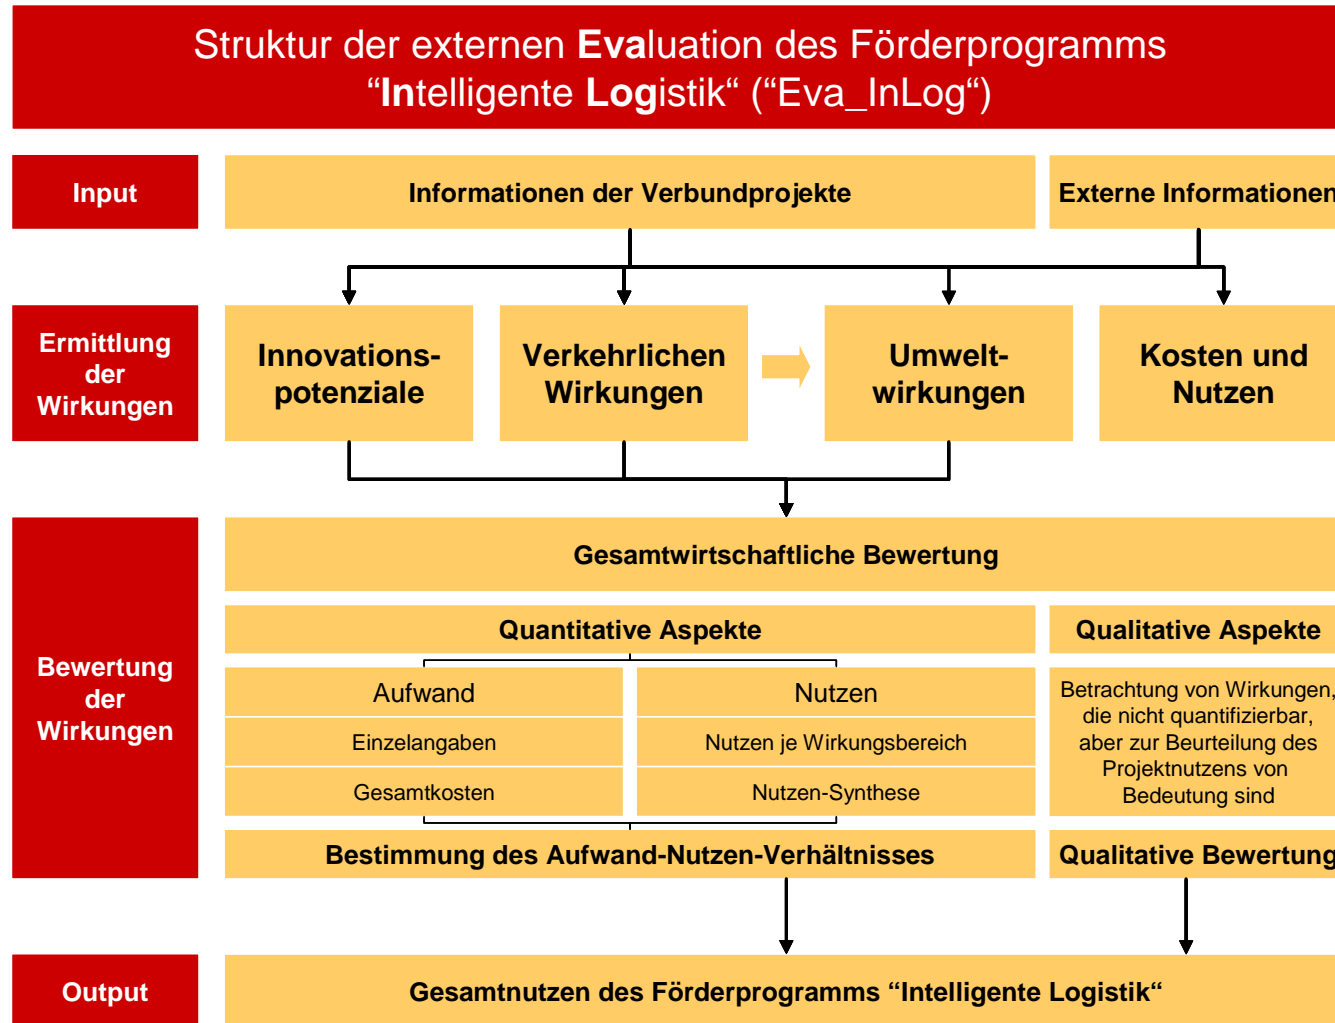 Struktur der externen Evaluation des Förderprogramms
“Intelligente Logistik“ (“Eva_InLog“)
Input
Informationen der Verbundprojekte
Externe Informationen
Ermittlung
der
Wirkungen
Innovations-
potenziale
Verkehrlichen
Wirkungen
Umwelt-
wirkungen
Kosten und
Nutzen
Bewertung
der
Wirkungen
Gesamtwirtschaftliche Bewertung
Quantitative Aspekte
Qualitative Aspekte
Aufwand
Nutzen
Einzelangaben
Nutzen je Wirkungsbereich
Gesamtkosten
Nutzen-Synthese
Betrachtung von Wirkungen,
die nicht quantifizierbar,
aber zur Beurteilung des
Projektnutzens von
Bedeutung sind
Bestimmung des Aufwand-Nutzen-Verhältnisses
Qualitative Bewertung
Output
Gesamtnutzen des Förderprogramms “Intelligente Logistik“